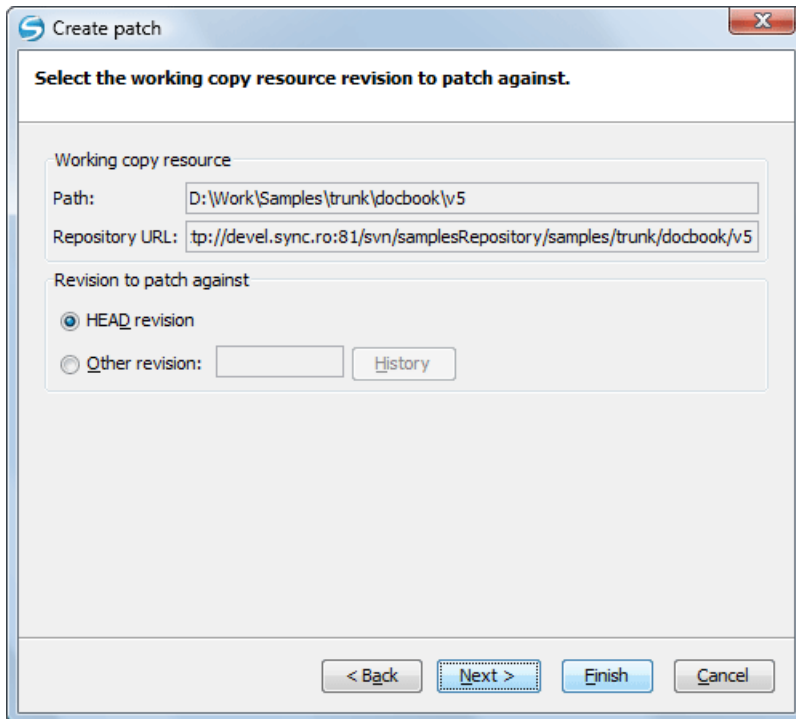 Create patch
Select the working copy resource revision to patch against.
Working copy resource
Path: D:\Work\Samples\trunk\docbook\v5
Repository URL: :tp://devel.sync.ro:81/svn/samplesRepository/samples/trunk/docbook/v5
Revision to patch against
HEAD revision
Other revision: History
< Back Next > Finish Cancel